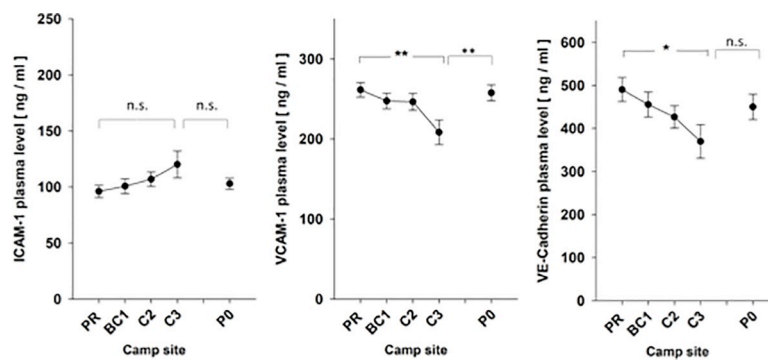 ICAM-1 plasma level [ ng / ml ]
250
200
150
100
50
0
n.s.
n.s.
PR
BC1
C2
C3
P0
Camp site
VCAM-1 plasma level [ ng / ml ]
300
200
200
0
**
**
PR
BC1
C2
C3
P0
Camp site
VE-Cadherin plasma level [ ng / ml ]
600
500
400
300
200
100
0
*
n.s.
PR
BC1
C2
C3
P0
Camp site